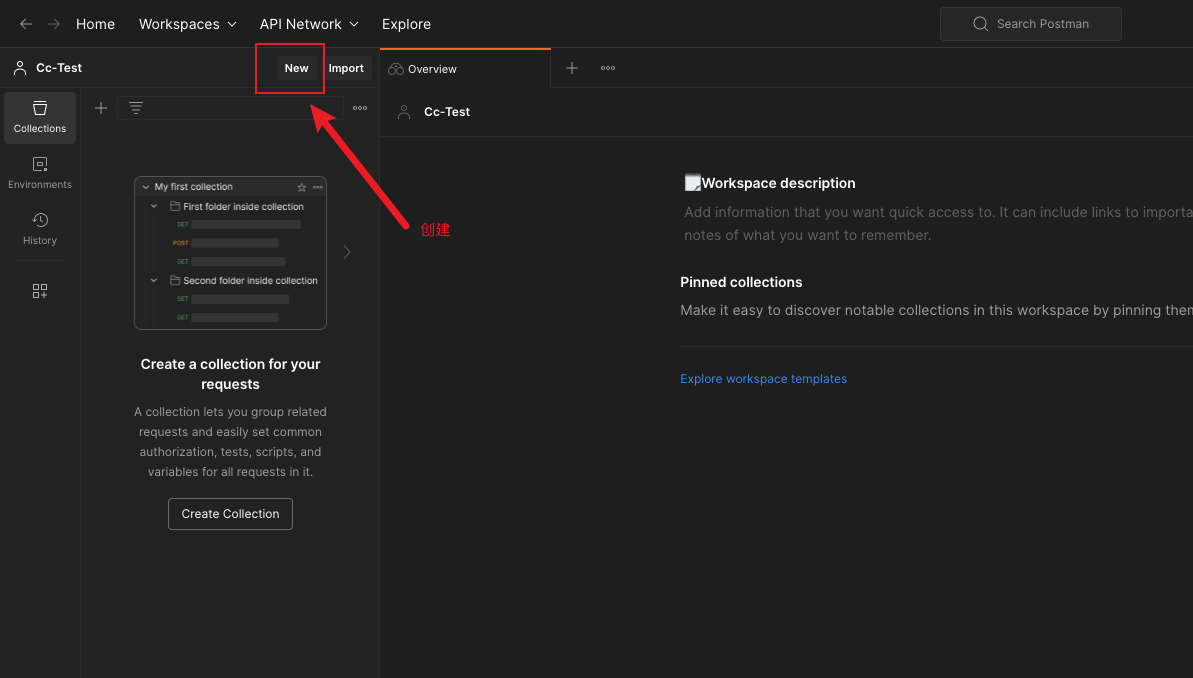 Home Workspaces API Network Explore Search Postman
Cc-Test New Import Overview
Collections
Environments
History
My first collection
First folder inside collection
GET
POST
GET
Second folder inside collection
GET
GET
创建
Create a collection for your
requests
A collection lets you group related
requests and easily set common
authorization, tests, scripts, and
variables for all requests in it.
Create Collection
Cc-Test
Workspace description
Add information that you want quick access to. It can include links to importa
notes of what you want to remember.
Pinned collections
Make it easy to discover notable collections in this workspace by pinning them
Explore workspace templates